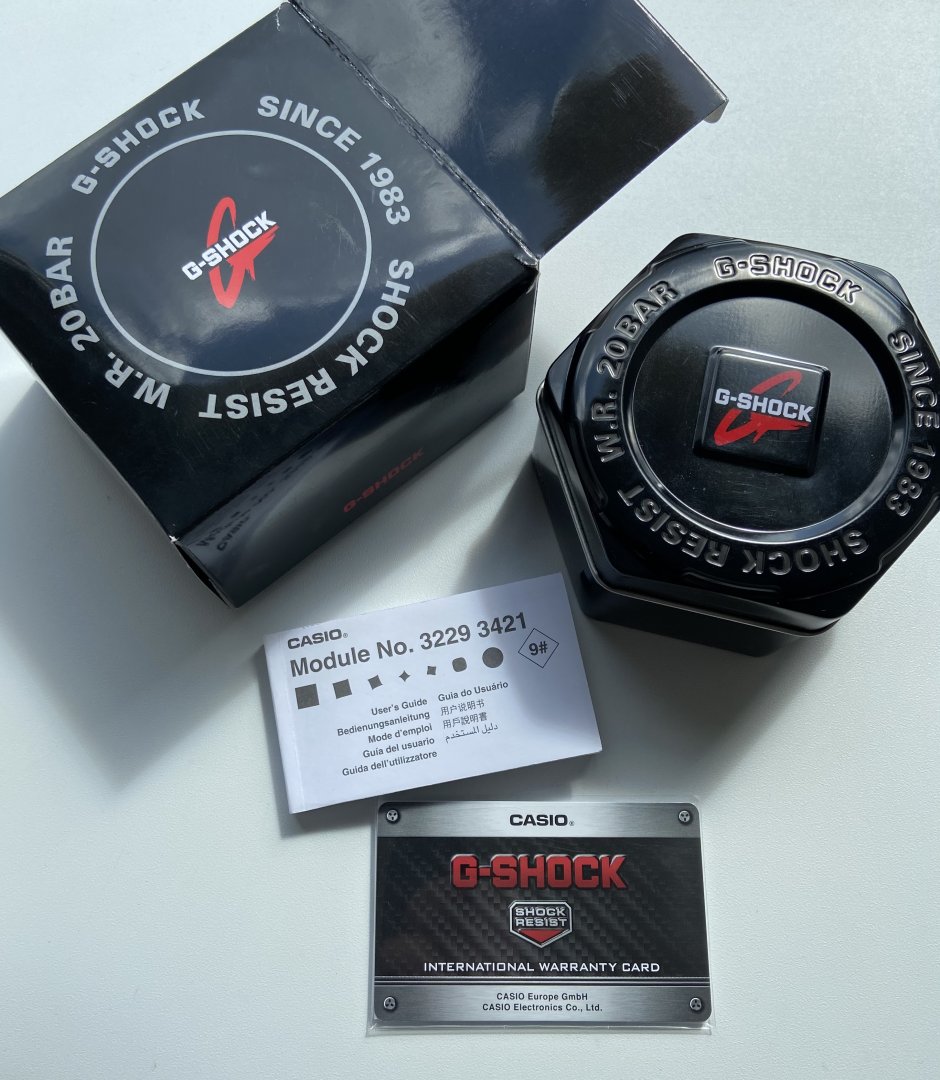 G-SHOCK SINCE 1983 SHOCK RESIST W.R. 20BAR
G-SHOCK
G-SHOCK
G-SHOCK SINCE 1983 SHOCK RESIST W.R. 20BAR
G-SHOCK
CASIO®
Module No. 3229 3421
9#
User's Guide
Bedienungsanleitung
Mode d'emploi
Guía del usuario
Guida dell'utilizzatore
Guia do Usuário
用户说明书
用戶說明書
دليل المستخدم
CASIO®
G-SHOCK
SHOCK
RESIST
INTERNATIONAL WARRANTY CARD
CASIO Europe GmbH
CASIO Electronics Co., Ltd.